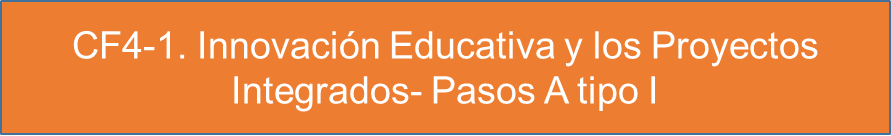 CF4-1. Innovación Educativa y los Proyectos
Integrados- Pasos A tipo I